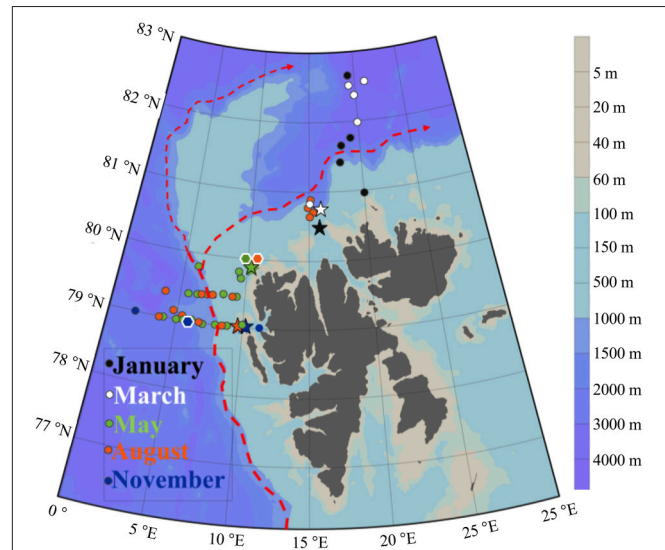 83 °N
82 °N
81 °N
80 °N
79 °N
78 °N
77 °N
0 °
5 °E
10 °E
15 °E
20 °E
25 °E
25 °E
January
March
May
August
November
5 m
20 m
40 m
60 m
100 m
150 m
500 m
1000 m
1500 m
2000 m
3000 m
4000 m